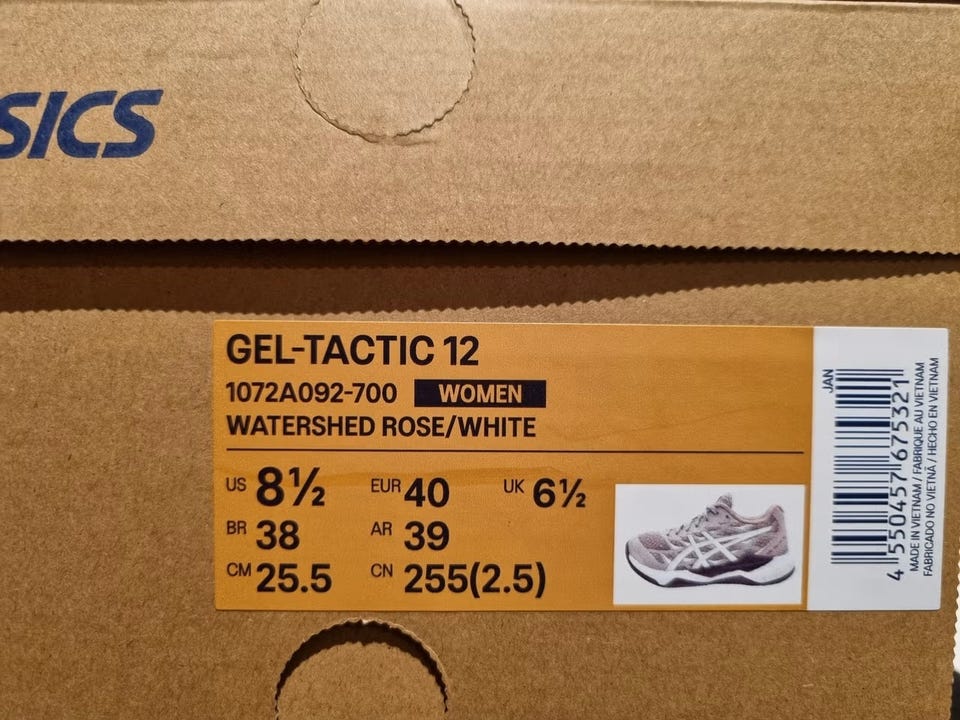 SICS
GEL-TACTIC 12
1072A092-700 WOMEN
WATERSHED ROSE/WHITE
US 8½ EUR 40 UK 6½
BR 38 AR 39
CM 25.5 CN 255(2.5)
JAN
4 550457 675321
MADE IN VIETNAM / FABRIQUE AU VIETNAM
FABRICADO NO VIETNÃ / HECHO EN VIETNAM